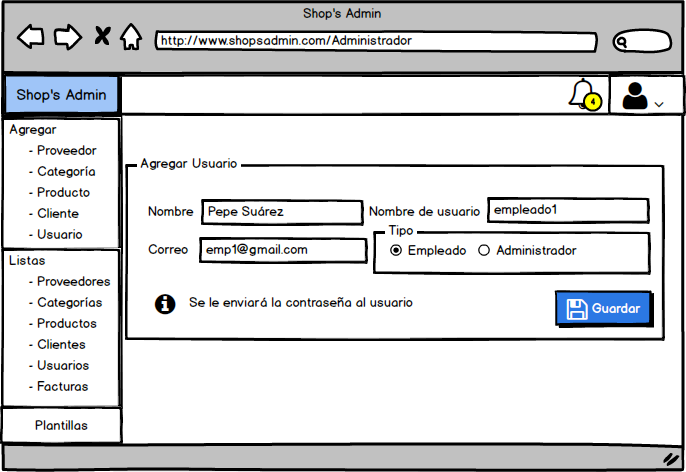 Shop's Admin
http://www.shopsadmin.com/Administrador
Shop's Admin
4
Agregar
- Proveedor
- Categoría
- Producto
- Cliente
- Usuario
Listas
- Proveedores
- Categorías
- Productos
- Clientes
- Usuarios
- Facturas
Plantillas
Agregar Usuario
Nombre Pepe Suárez Nombre de usuario empleado1
Correo emp1@gmail.com
Tipo
Empleado Administrador
Se le enviará la contraseña al usuario
Guardar